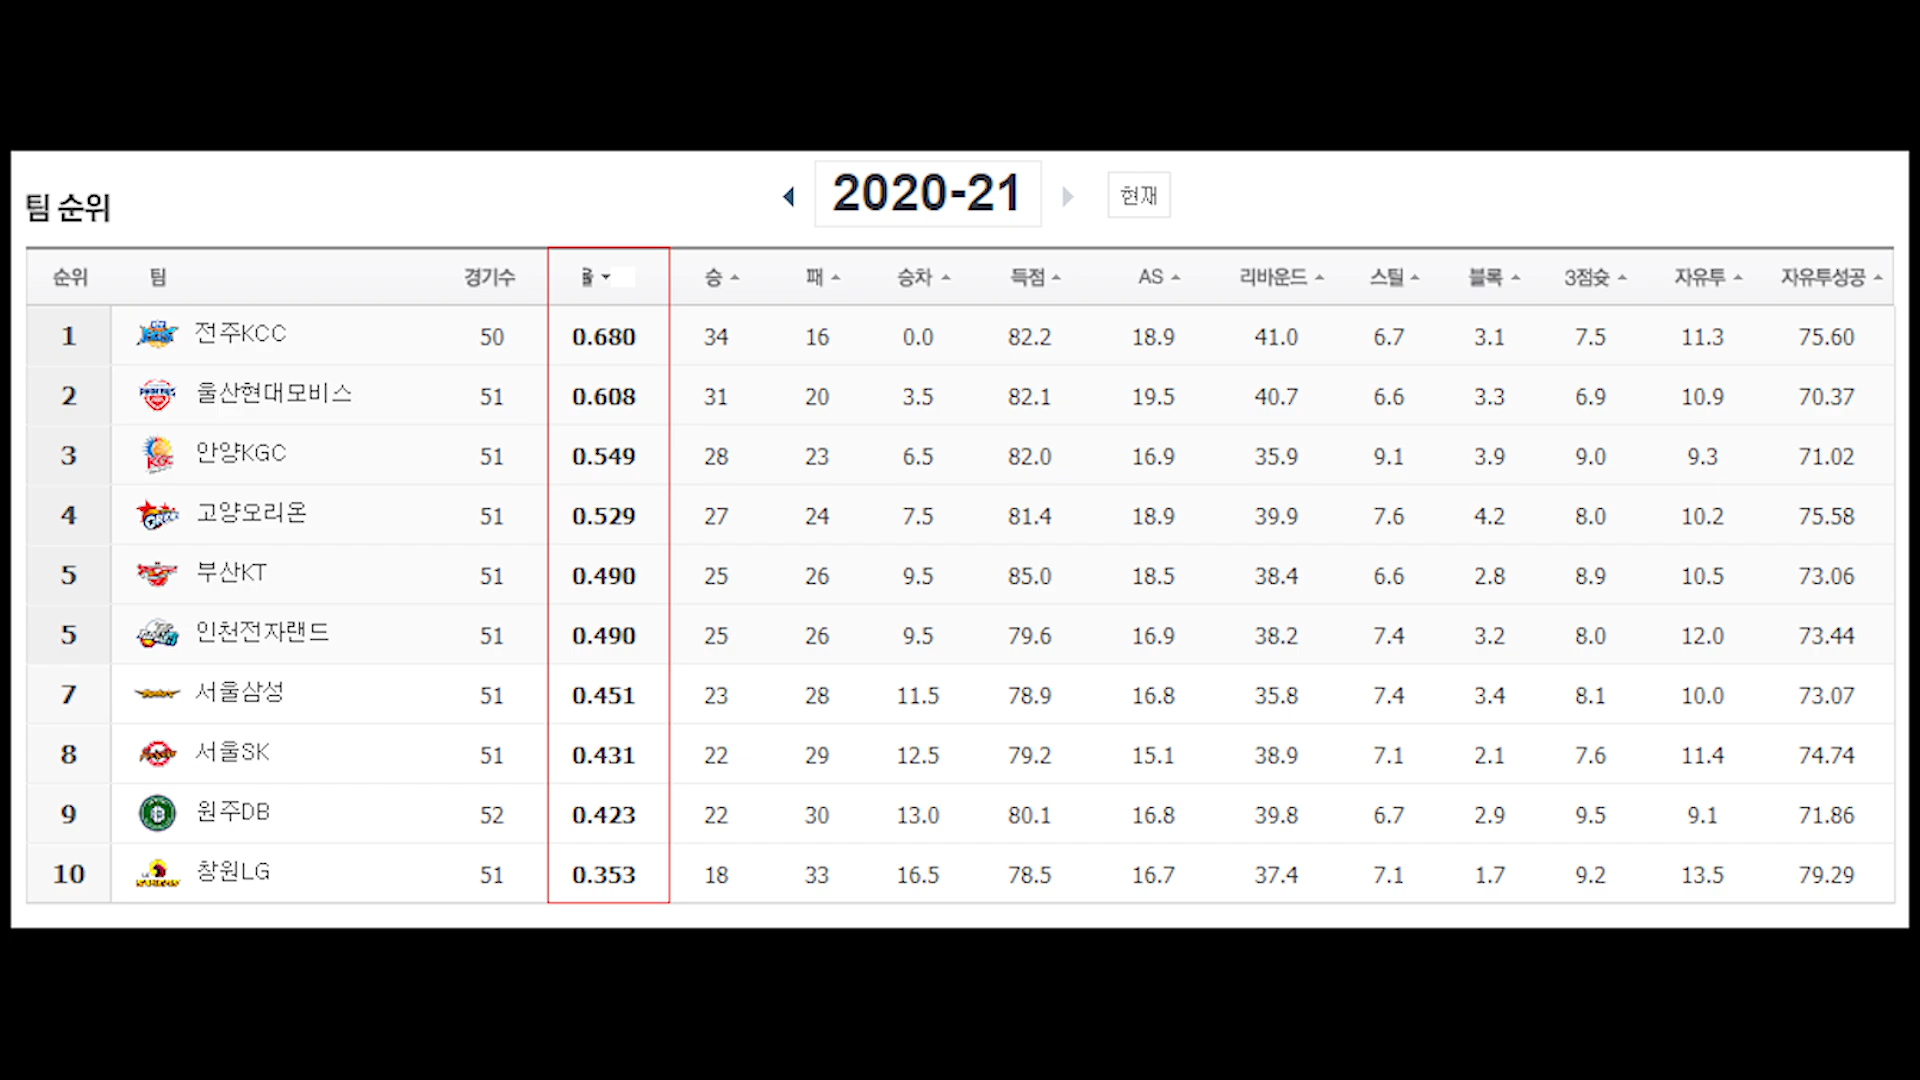 2020-21
현재
팀 순위
순위 팀 경기수 율 승 패 승차 득점 AS 리바운드 스틸 블록 3점슛 자유투 자유투성공
1 전주KCC 50 0.680 34 16 0.0 82.2 18.9 41.0 6.7 3.1 7.5 11.3 75.60
2 울산현대모비스 51 0.608 31 20 3.5 82.1 19.5 40.7 6.6 3.3 6.9 10.9 70.37
3 안양KGC 51 0.549 28 23 6.5 82.0 16.9 35.9 9.1 3.9 9.0 9.3 71.02
4 고양오리온 51 0.529 27 24 7.5 81.4 18.9 39.9 7.6 4.2 8.0 10.2 75.58
5 부산KT 51 0.490 25 26 9.5 85.0 18.5 38.4 6.6 2.8 8.9 10.5 73.06
5 인천전자랜드 51 0.490 25 26 9.5 79.6 16.9 38.2 7.4 3.2 8.0 12.0 73.44
7 서울삼성 51 0.451 23 28 11.5 78.9 16.8 35.8 7.4 3.4 8.1 10.0 73.07
8 서울SK 51 0.431 22 29 12.5 79.2 15.1 38.9 7.1 2.1 7.6 11.4 74.74
9 원주DB 52 0.423 22 30 13.0 80.1 16.8 39.8 6.7 2.9 9.5 9.1 71.86
10 창원LG 51 0.353 18 33 16.5 78.5 16.7 37.4 7.1 1.7 9.2 13.5 79.29